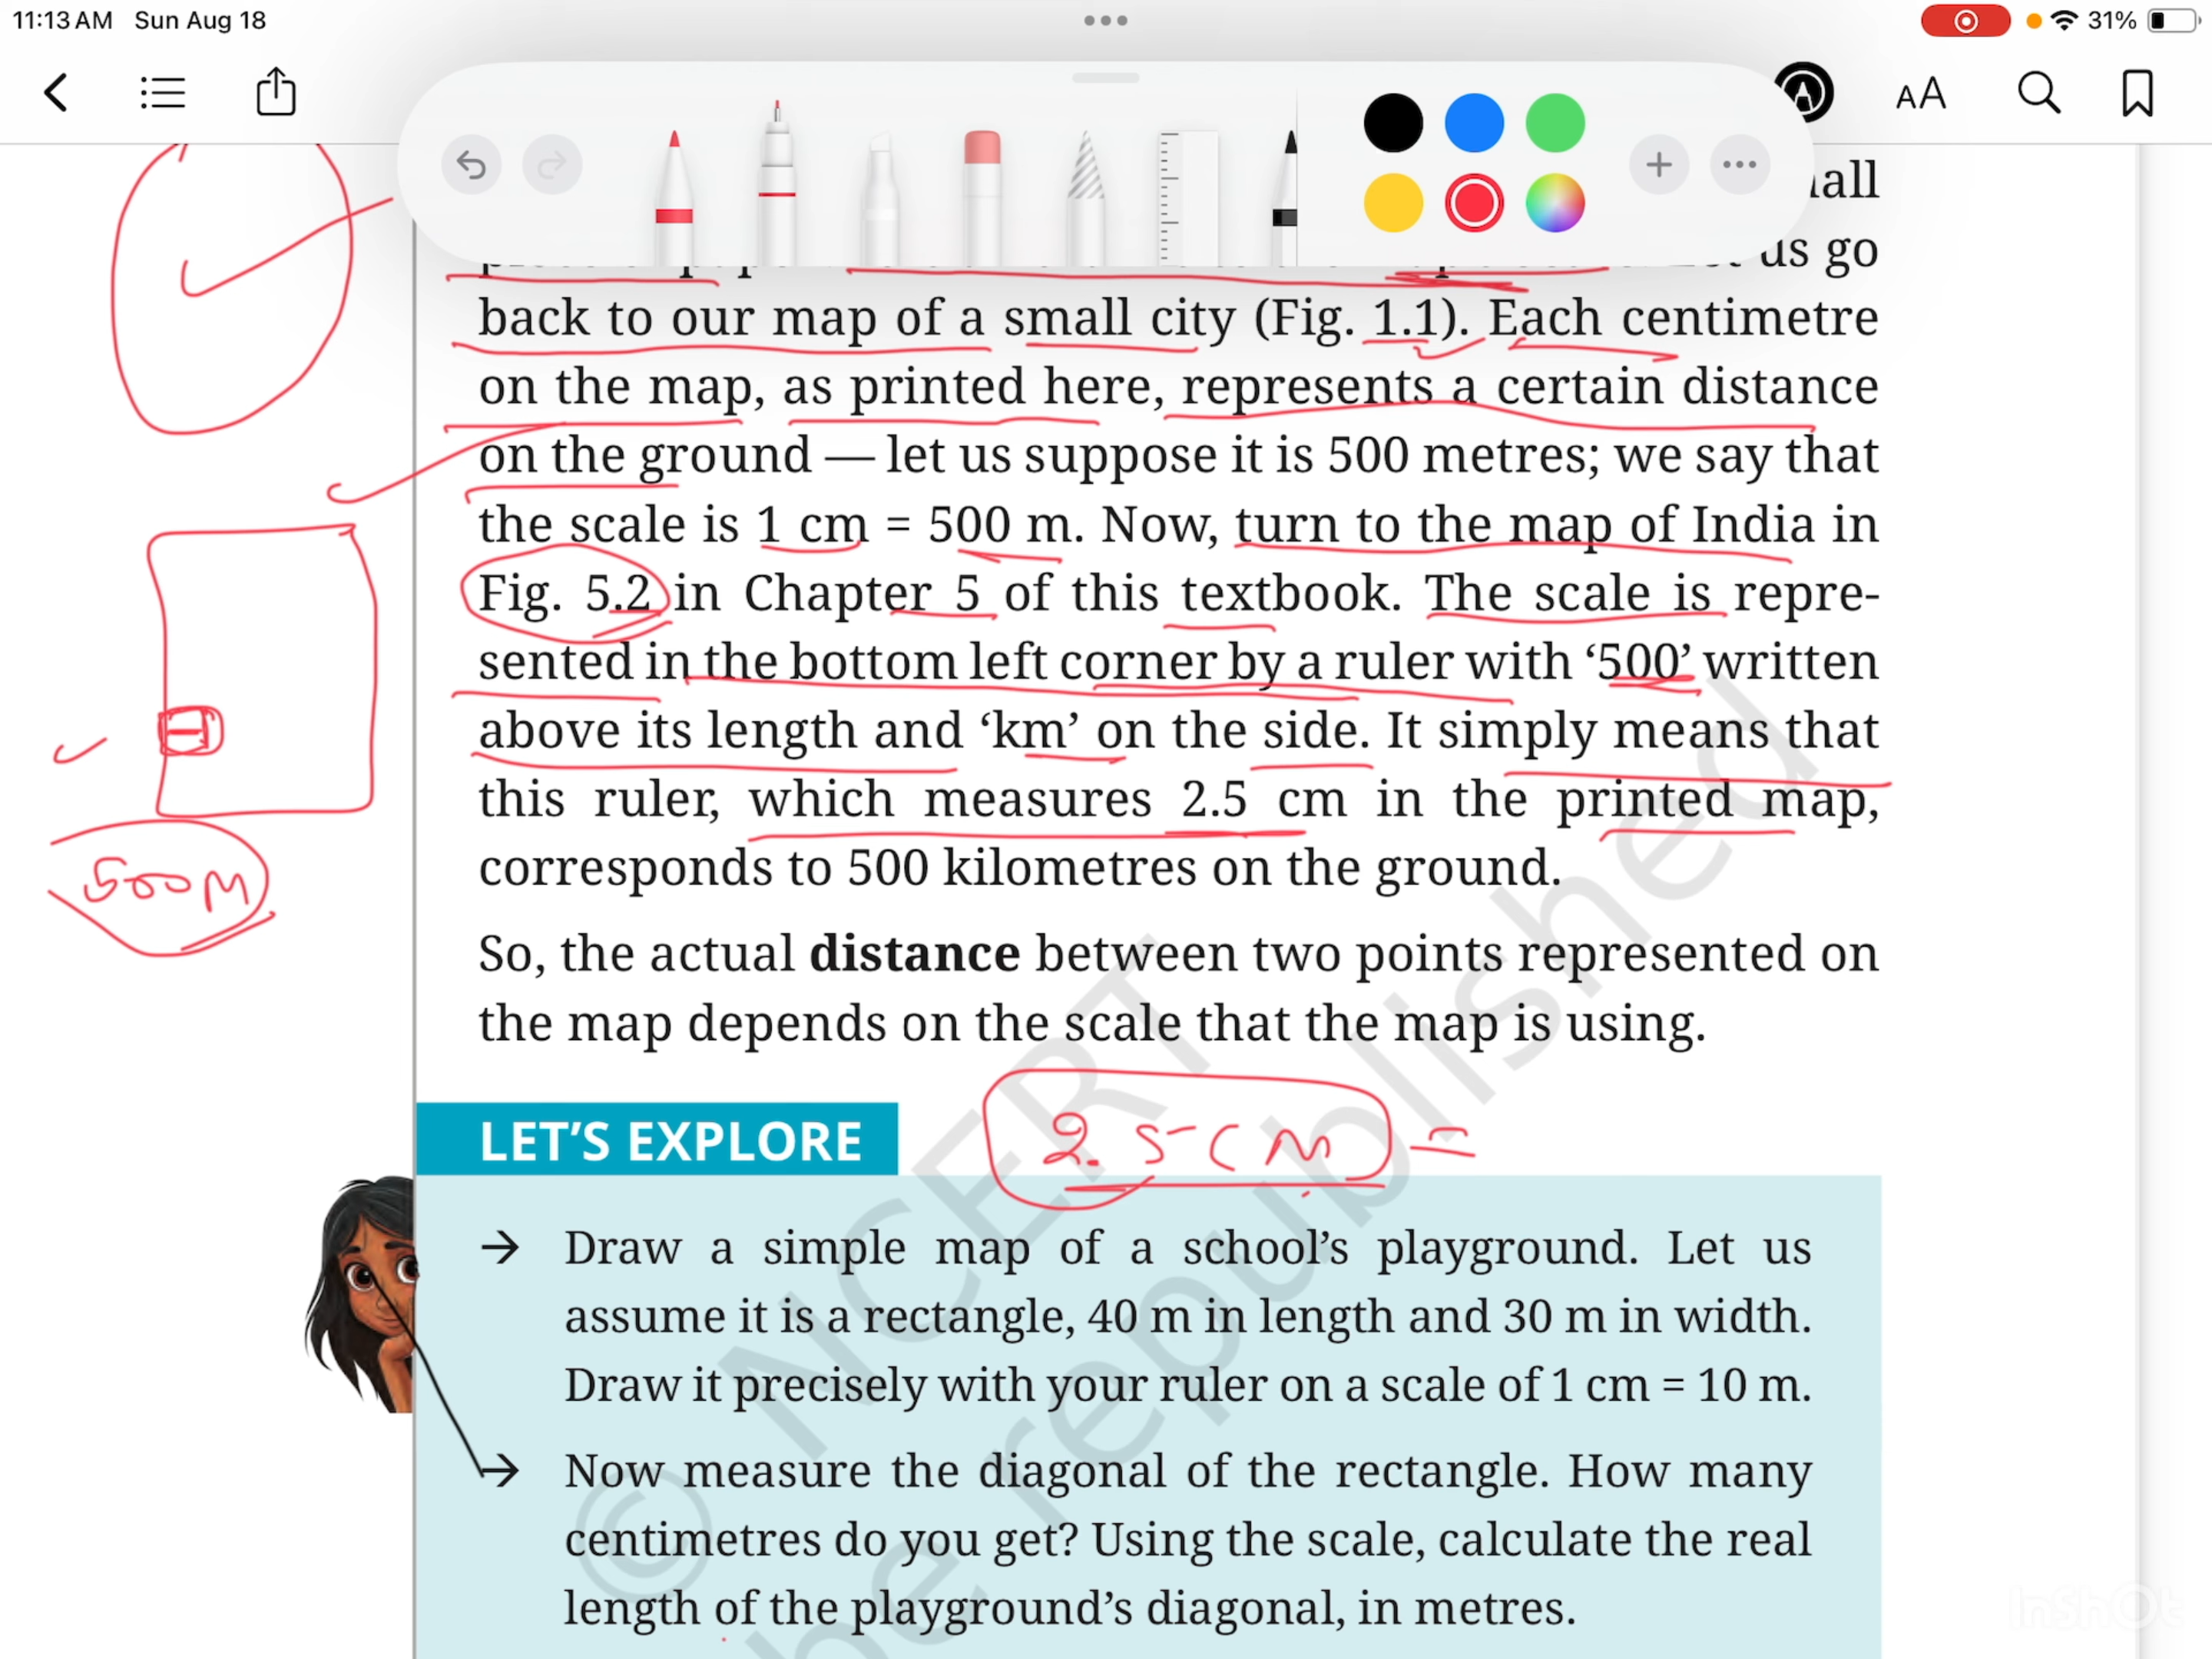 11:13 AM Sun Aug 18
31%
AA
all
us go
back to our map of a small city (Fig. 1.1). Each centimetre
on the map, as printed here, represents a certain distance
on the ground — let us suppose it is 500 metres; we say that
the scale is 1 cm = 500 m. Now, turn to the map of India in
Fig. 5.2 in Chapter 5 of this textbook. The scale is repre-
sented in the bottom left corner by a ruler with ‘500’ written
above its length and ‘km’ on the side. It simply means that
this ruler, which measures 2.5 cm in the printed map,
corresponds to 500 kilometres on the ground.
500M
So, the actual distance between two points represented on
the map depends on the scale that the map is using.
LET’S EXPLORE
2.5 CM =
→ Draw a simple map of a school’s playground. Let us
assume it is a rectangle, 40 m in length and 30 m in width.
Draw it precisely with your ruler on a scale of 1 cm = 10 m.
→ Now measure the diagonal of the rectangle. How many
centimetres do you get? Using the scale, calculate the real
length of the playground’s diagonal, in metres.
© NCERT
be republished
InShOt